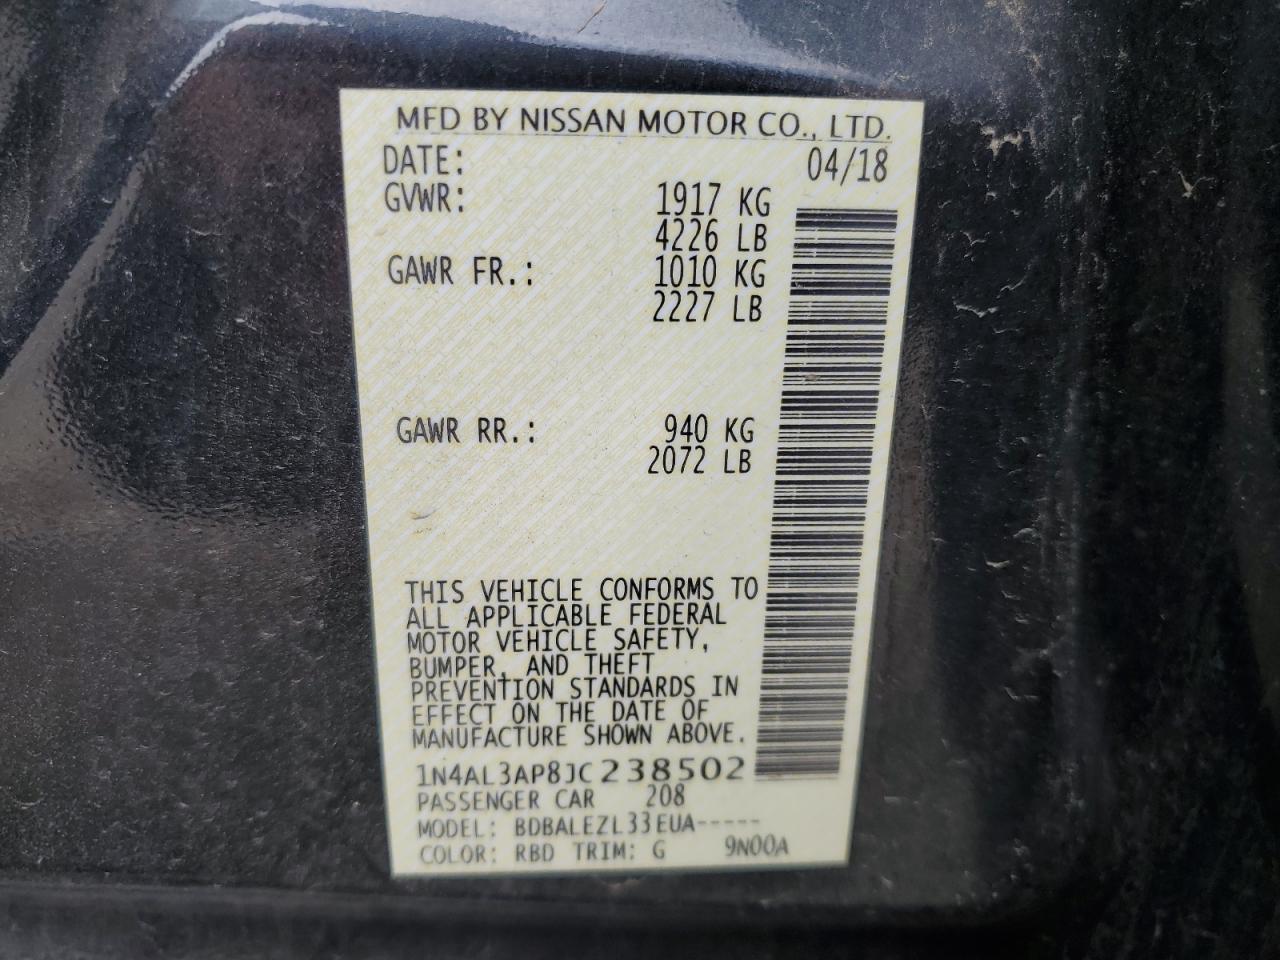 MFD BY NISSAN MOTOR CO., LTD.
DATE: 04/18
GVWR: 1917 KG
4226 LB
GAWR FR.: 1010 KG
2227 LB
GAWR RR.: 940 KG
2072 LB
THIS VEHICLE CONFORMS TO
ALL APPLICABLE FEDERAL
MOTOR VEHICLE SAFETY,
BUMPER, AND THEFT
PREVENTION STANDARDS IN
EFFECT ON THE DATE OF
MANUFACTURE SHOWN ABOVE.
1N4AL3AP8JC238502
PASSENGER CAR 208
MODEL: BDBALEZL33EUA-----
COLOR: RBD TRIM: G 9N00A